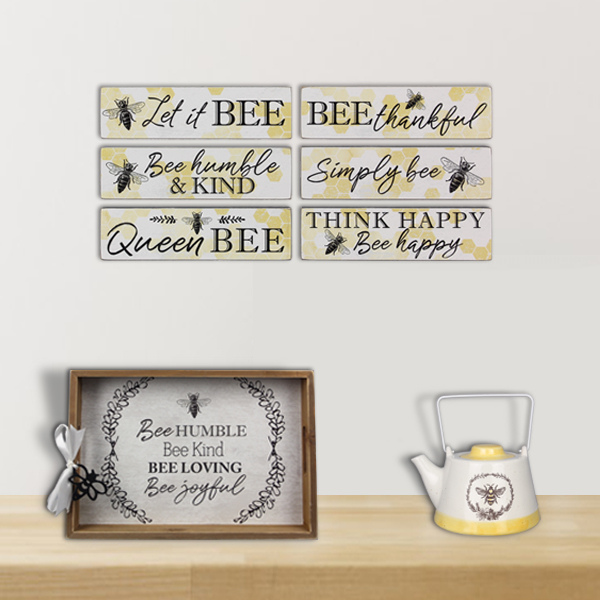 Let it BEE
BEE thankful
Bee humble
& KIND
Simply bee
Queen BEE
THINK HAPPY
Bee happy
Bee HUMBLE
Bee Kind
BEE LOVING
Bee joyful